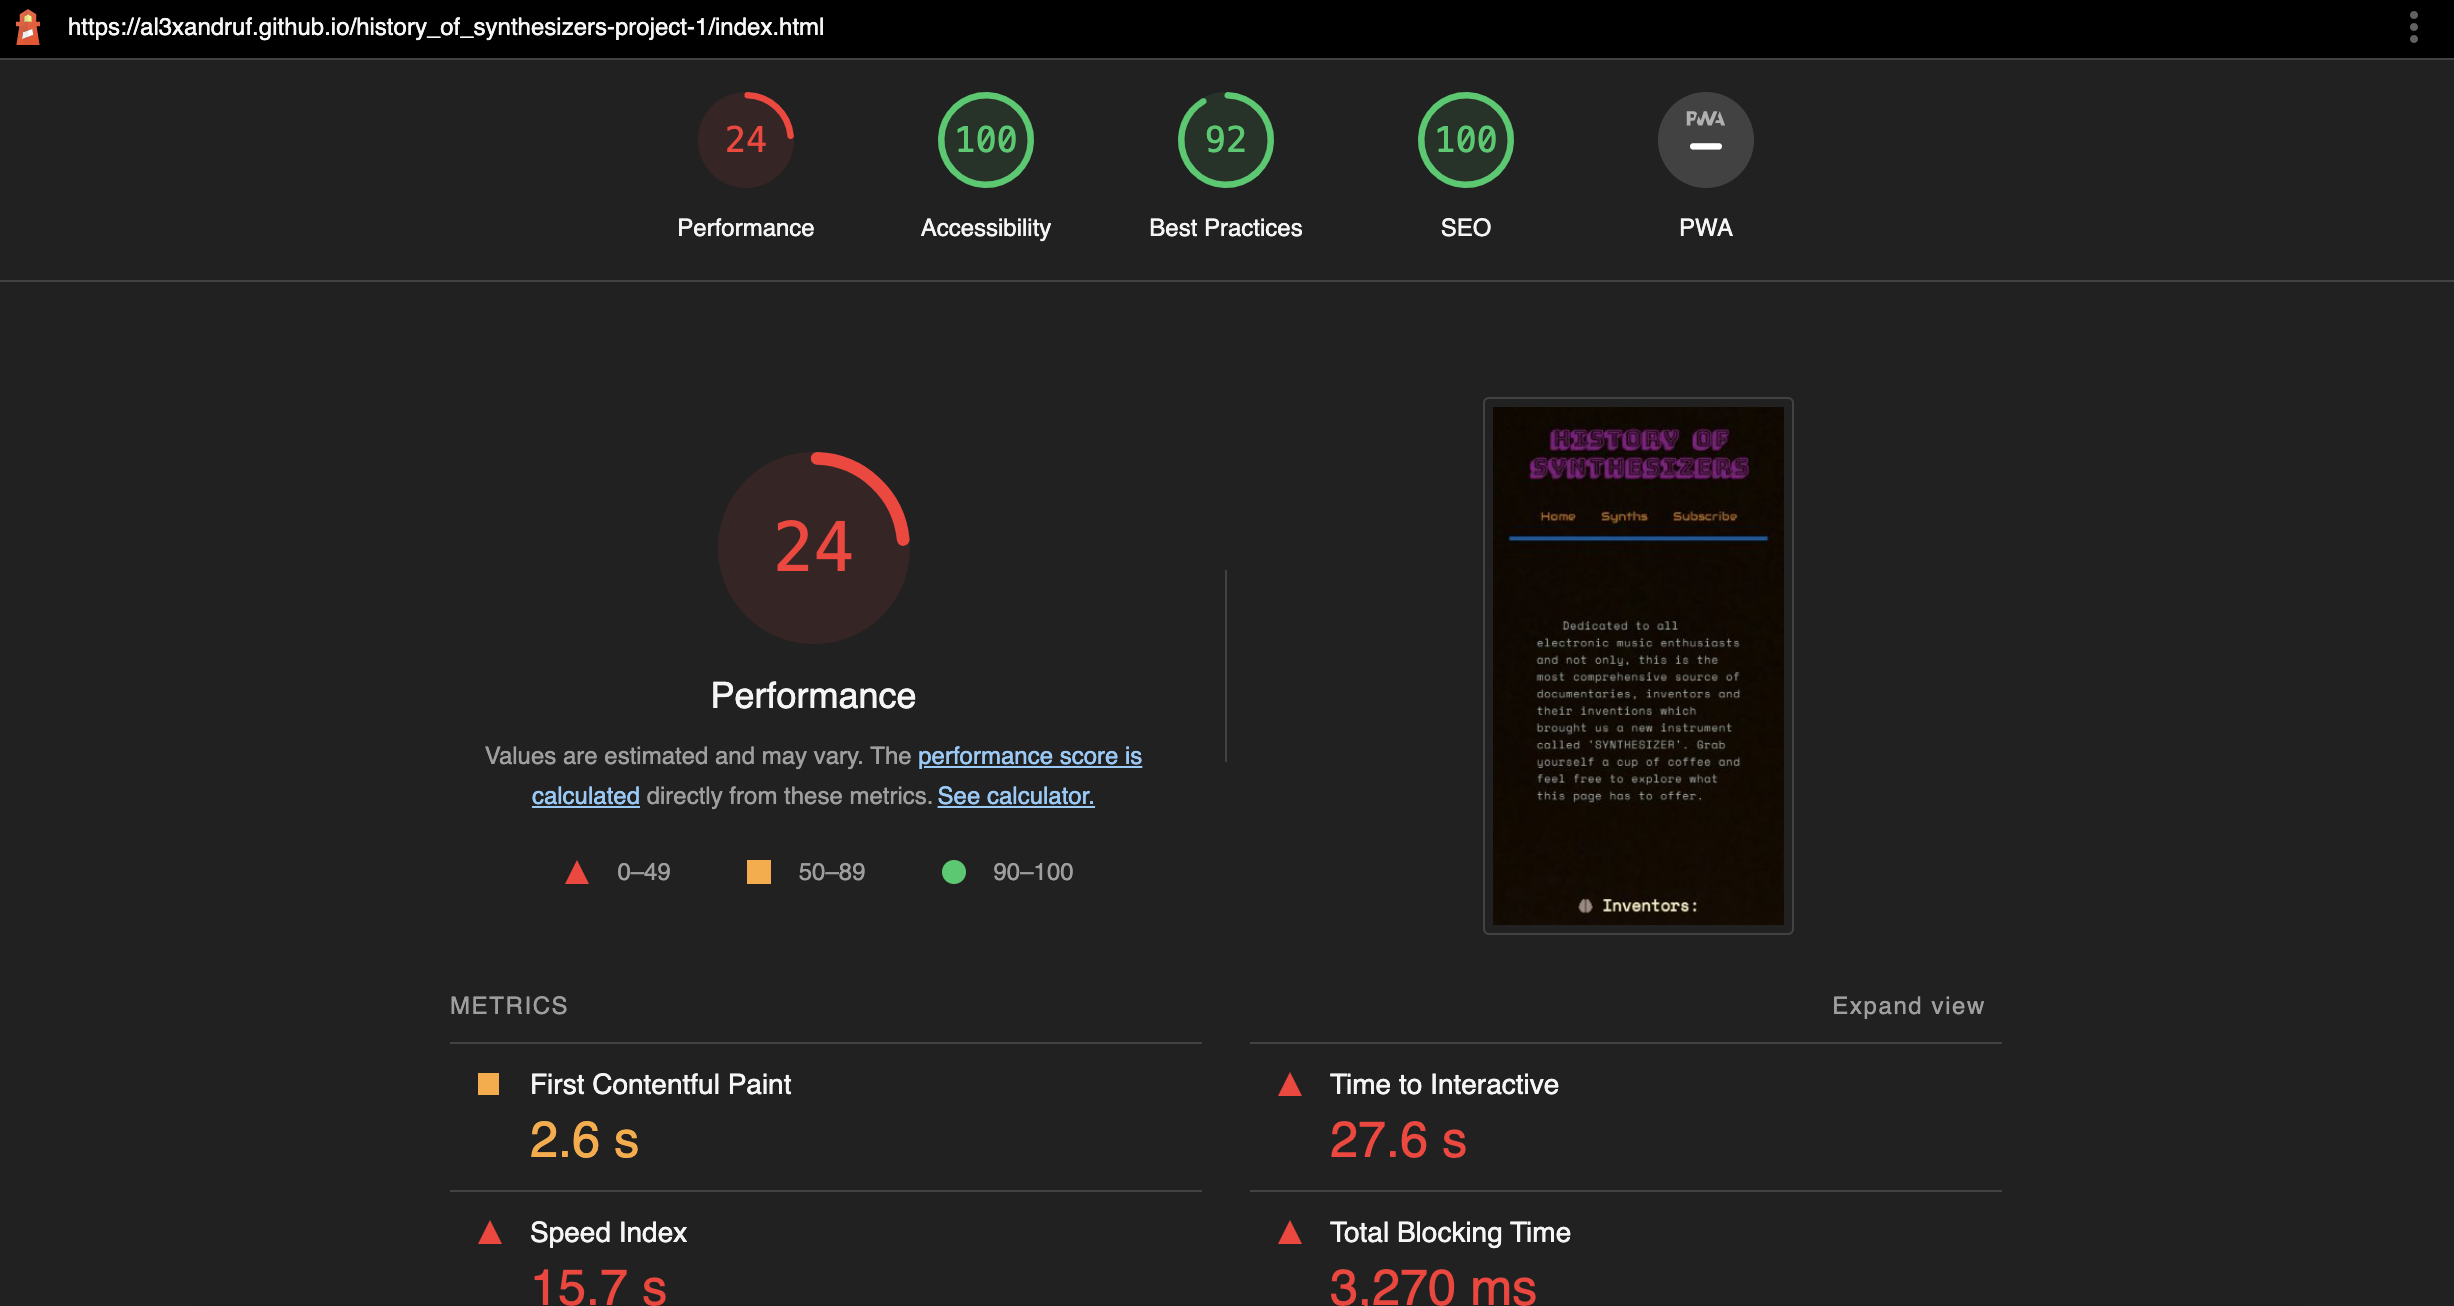 https://al3xandruf.github.io/history_of_synthesizers-project-1/index.html
24
100
92
100
PWA
Performance
Accessibility
Best Practices
SEO
PWA
24
Performance
Values are estimated and may vary. The performance score is
calculated directly from these metrics. See calculator.
0–49
50–89
90–100
HISTORY OF
SYNTHESIZERS
Home Synths Subscribe
Dedicated to all
electronic music enthusiasts
and not only, this is the
most comprehensive source of
documentaries, inventors and
their inventions which
brought us a new instrument
called 'SYNTHESIZER'. Grab
yourself a cup of coffee and
feel free to explore what
this page has to offer.
Inventors:
METRICS
Expand view
First Contentful Paint
2.6 s
Time to Interactive
27.6 s
Speed Index
15.7 s
Total Blocking Time
3,270 ms